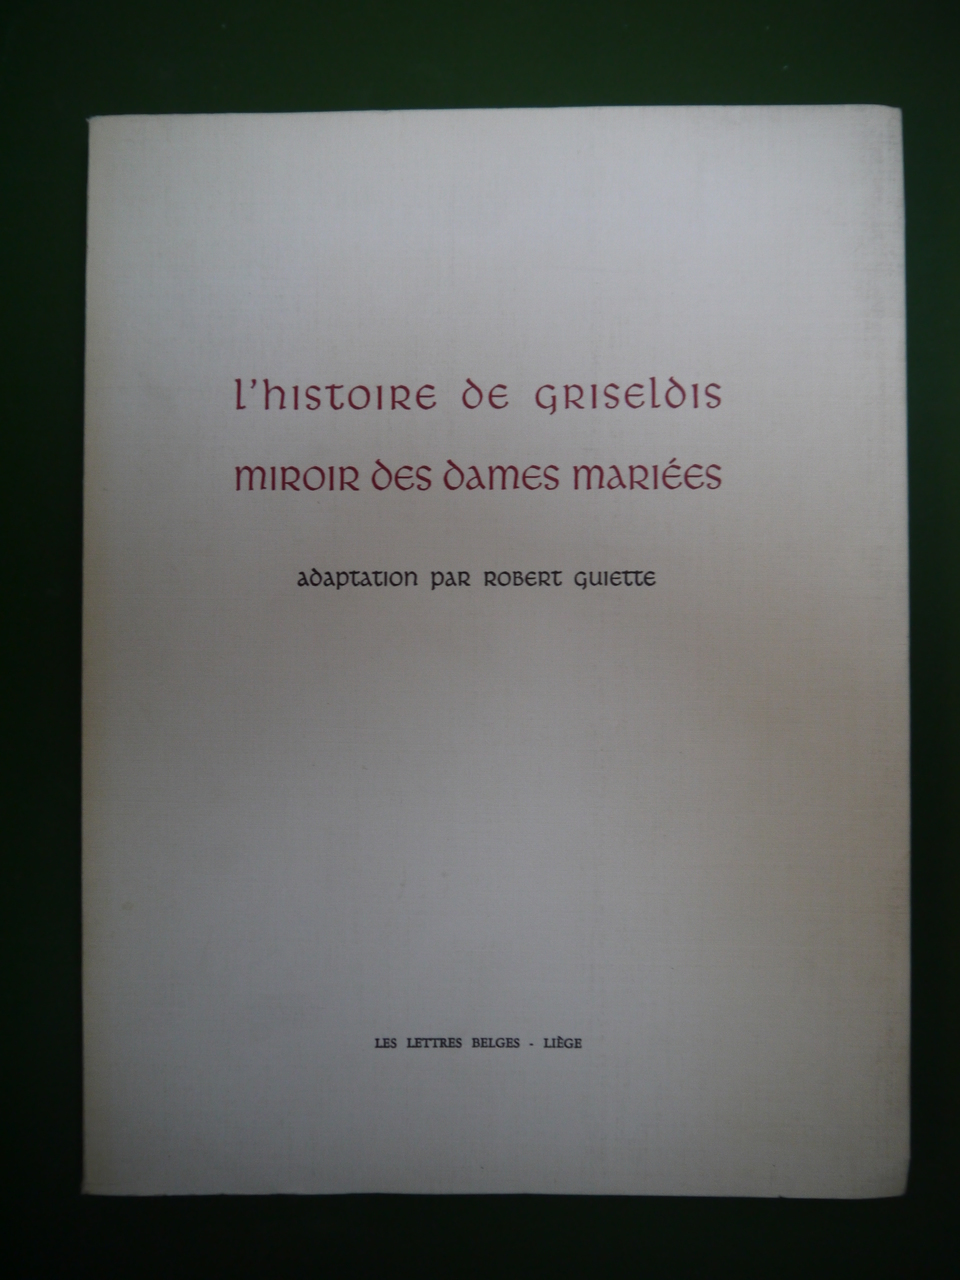 l'histoire de Griseldis
miroir des dames mariées
adaptation par Robert Guiette
LES LETTRES BELGES - LIÈGE